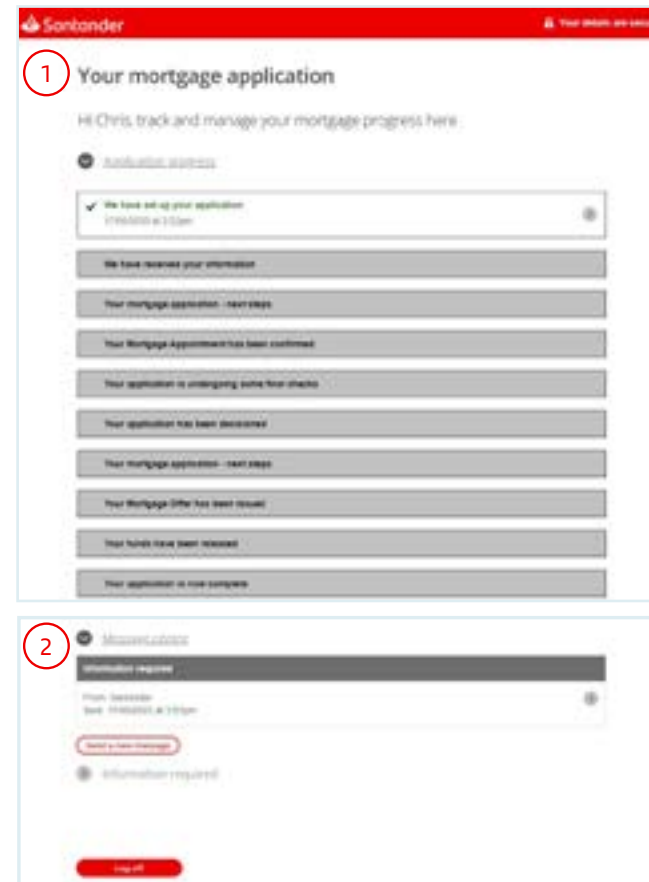 Santander
Your details are secure
1
Your mortgage application
Hi Chris, track and manage your mortgage progress here
Application progress
We have set up your application
We have received your information
Your mortgage application - next steps
Your Mortgage Appointment has been confirmed
Your application is undergoing some final checks
Your application has been decisioned
Your mortgage application - next steps
Your Mortgage Offer has been issued
Your funds have been released
Your application is now complete
2
Message centre
Information required
From: Santander
Send a new message
Information required
Log off